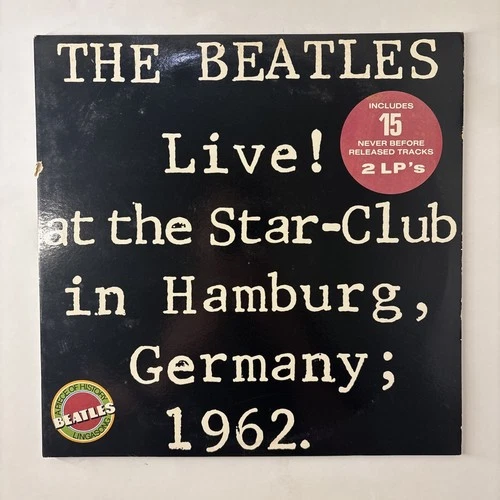 THE BEATLES
Live!
at the Star-Club
in Hamburg,
Germany;
1962.
INCLUDES
15
NEVER BEFORE
RELEASED TRACKS
2 LP's
A PIECE OF HISTORY
BEATLES
LINGASONG